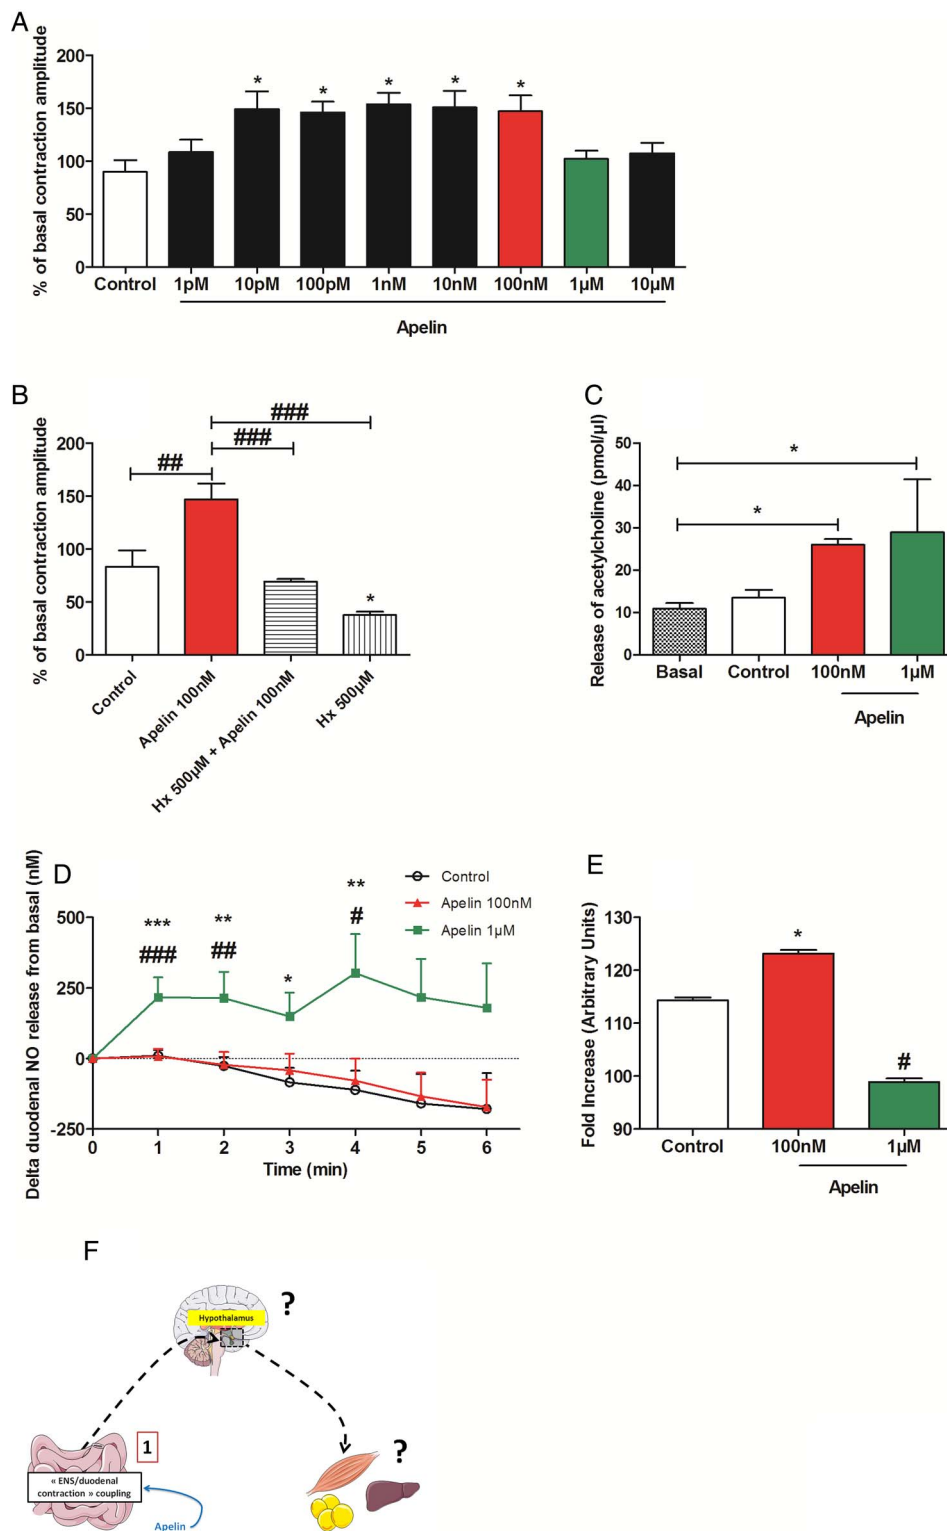 A
% of basal contraction amplitude
200
150
100
50
0
* * * * *
Control 1pM 10pM 100pM 1nM 10nM 100nM 1µM 10µM
Apelin
B
% of basal contraction amplitude
200
150
100
50
0
###
###
##
*
Control
Apelin 100nM
Hx 500µM + Apelin 100nM
Hx 500µM
C
Release of acetylcholine (pmol/µl)
50
40
30
20
10
0
*
*
Basal Control 100nM 1µM
Apelin
D
Delta duodenal NO release from basal (nM)
Control
Apelin 100nM
Apelin 1µM
500
250
0
-250
*** ** * **
### ## #
0 1 2 3 4 5 6
Time (min)
E
Fold Increase (Arbitrary Units)
130
120
110
100
90
*
#
Control 100nM 1µM
Apelin
F
Hypothalamus
?
1
?
« ENS/duodenal
contraction » coupling
Apelin